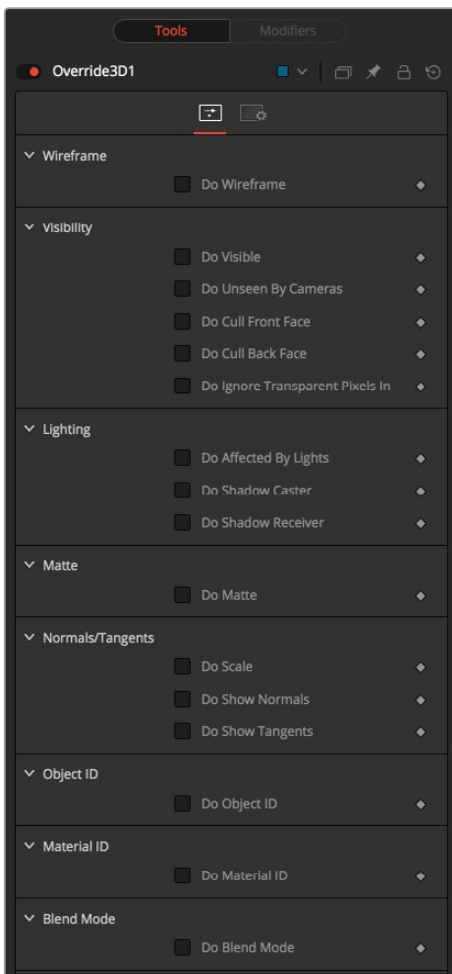 Tools Modifiers
Override3D1
Wireframe
Do Wireframe
Visibility
Do Visible
Do Unseen By Cameras
Do Cull Front Face
Do Cull Back Face
Do Ignore Transparent Pixels In
Lighting
Do Affected By Lights
Do Shadow Caster
Do Shadow Receiver
Matte
Do Matte
Normals/Tangents
Do Scale
Do Show Normals
Do Show Tangents
Object ID
Do Object ID
Material ID
Do Material ID
Blend Mode
Do Blend Mode